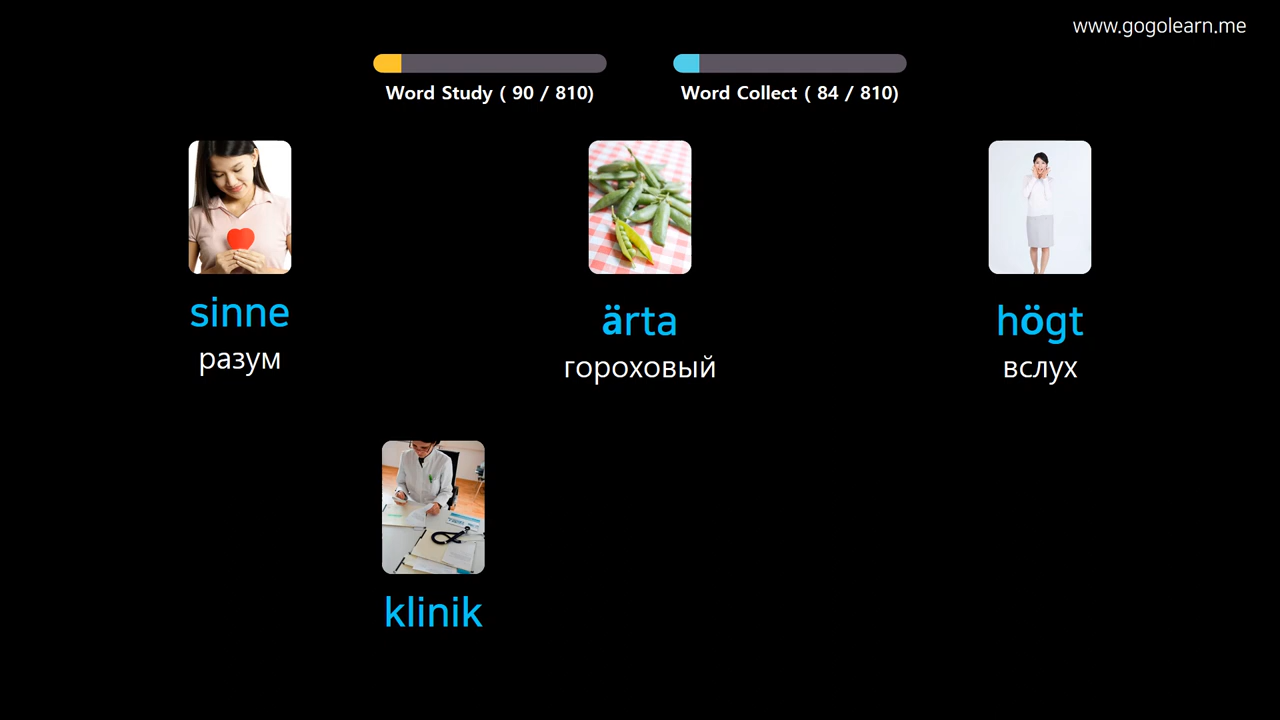 www.gogolearn.me
Word Study ( 90 / 810)
Word Collect ( 84 / 810)
sinne
ärta
högt
разум
гороховый
вслух
klinik